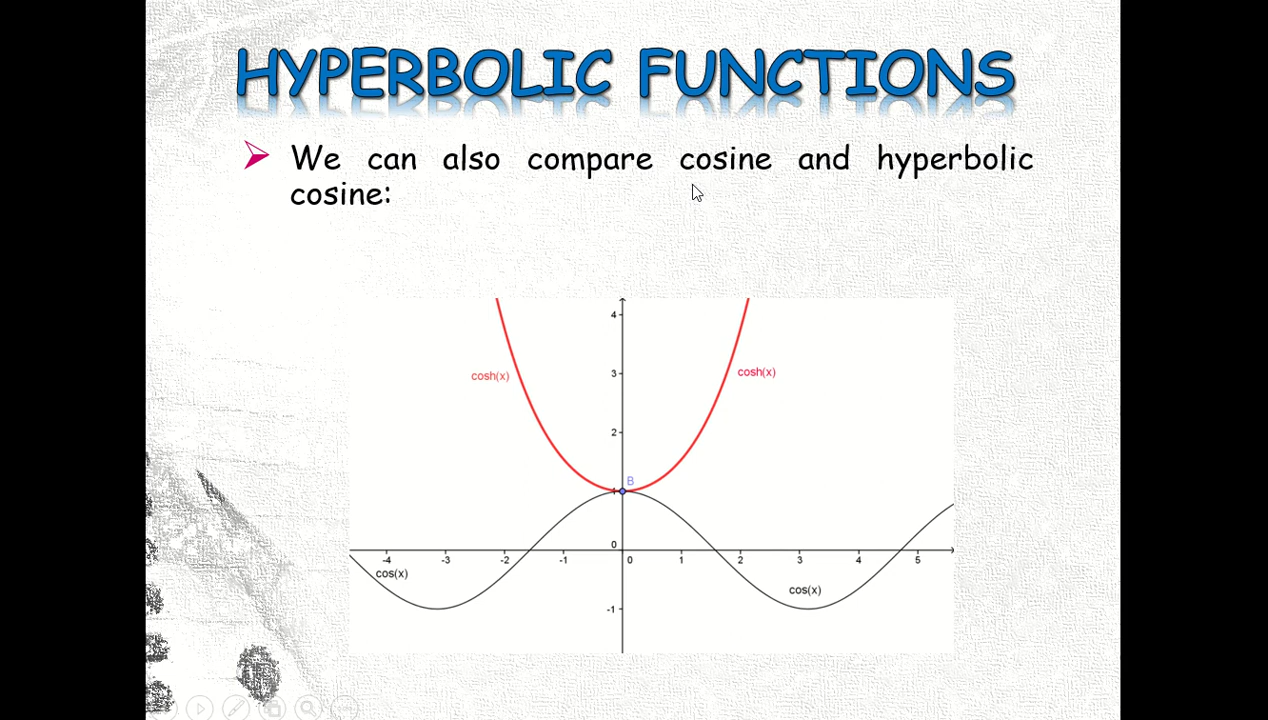 HYPERBOLIC FUNCTIONS
We can also compare cosine and hyperbolic
cosine:
4
cosh(x)
cosh(x)
3
2
B
1
0
-4 -3 -2 -1 0 1 2 3 4 5
cos(x)
cos(x)
-1